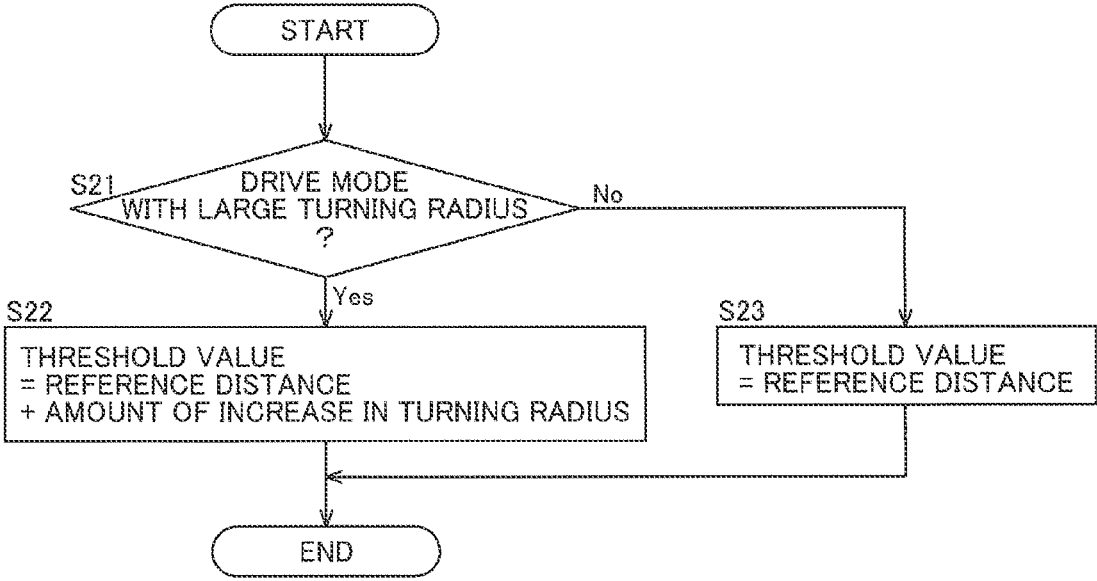 START
S21
DRIVE MODE
WITH LARGE TURNING RADIUS
?
No
Yes
S22
THRESHOLD VALUE
= REFERENCE DISTANCE
+ AMOUNT OF INCREASE IN TURNING RADIUS
S23
THRESHOLD VALUE
= REFERENCE DISTANCE
END